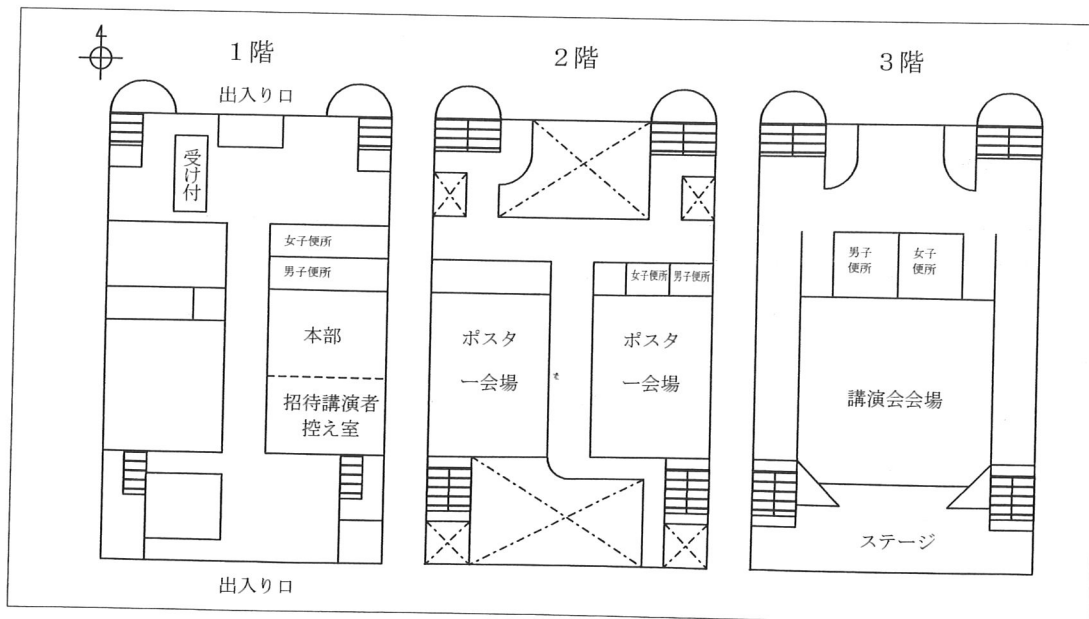 1階
出入り口
受け付
女子便所
男子便所
本部
招待講演者
控え室
出入り口
2階
女子便所
男子便所
ポスタ
ー会場
ポスタ
ー会場
3階
男子
便所
女子
便所
講演会会場
ステージ